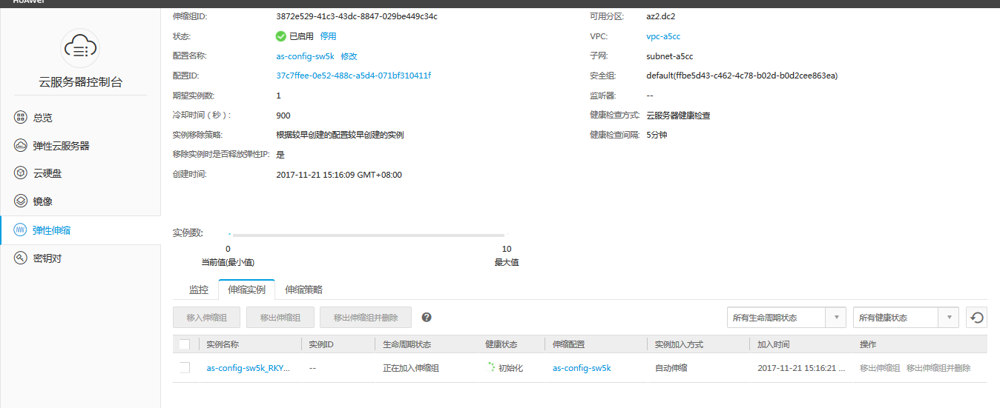 HUAWEI
云服务器控制台
总览
弹性云服务器
云硬盘
镜像
弹性伸缩
密钥对
伸缩组ID: 3872e529-41c3-43dc-8847-029be449c34c 可用分区: az2.dc2
状态: 已启用 停用 VPC: vpc-a5cc
配置名称: as-config-sw5k 修改 子网: subnet-a5cc
配置ID: 37c7ffee-0e52-488c-a5d4-071bf310411f 安全组: default(ffbe5d43-c462-4c78-b02d-b0d2cee863ea)
期望实例数: 1 监听器: --
冷却时间（秒）: 900 健康检查方式: 云服务器健康检查
实例移除策略: 根据较早创建的配置较早创建的实例 健康检查间隔: 5分钟
移除实例时是否释放弹性IP: 是
创建时间: 2017-11-21 15:16:09 GMT+08:00
实例数:
0 10
当前值(最小值) 最大值
监控 伸缩实例 伸缩策略
移入伸缩组 移出伸缩组 移出伸缩组并删除 ? 所有生命周期状态 所有健康状态
实例名称 实例ID 生命周期状态 健康状态 伸缩配置 实例加入方式 加入时间 操作
as-config-sw5k_RKY... -- 正在加入伸缩组 初始化 as-config-sw5k 自动伸缩 2017-11-21 15:16:21 ... 移出伸缩组 移出伸缩组并删除